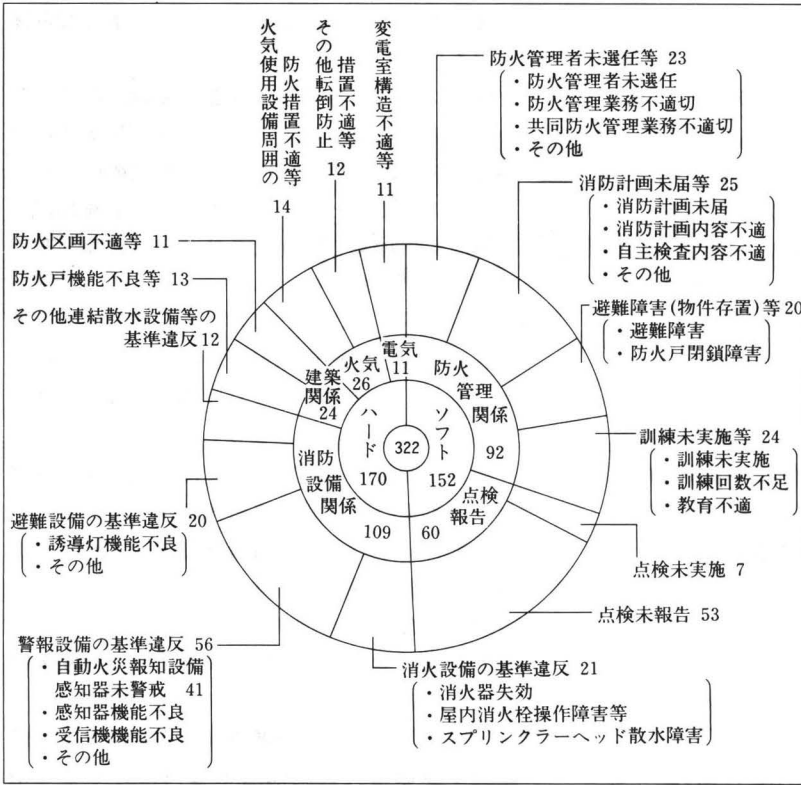 変電室構造不適等 11
その他転倒防止
措置不適等 12
火気使用設備周囲の
防火措置不適等 14
防火管理者未選任等 23
・防火管理者未選任
・防火管理業務不適切
・共同防火管理業務不適切
・その他
消防計画未届等 25
・消防計画未届
・消防計画内容不適
・自主検査内容不適
・その他
避難障害(物件存置)等 20
・避難障害
・防火戸閉鎖障害
訓練未実施等 24
・訓練未実施
・訓練回数不足
・教育不適
点検未実施 7
点検未報告 53
消火設備の基準違反 21
・消火器失効
・屋内消火栓操作障害等
・スプリンクラーヘッド散水障害
警報設備の基準違反 56
・自動火災報知設備
感知器未警戒 41
・感知器機能不良
・受信機機能不良
・その他
避難設備の基準違反 20
・誘導灯機能不良
・その他
その他連結散水設備等の
基準違反 12
防火戸機能不良等 13
防火区画不適等 11
電気
11
火気
26
建築
関係
24
消防
設備
関係
109
防火
管理
関係
92
点検
報告
60
ハード
170
ソフト
152
322